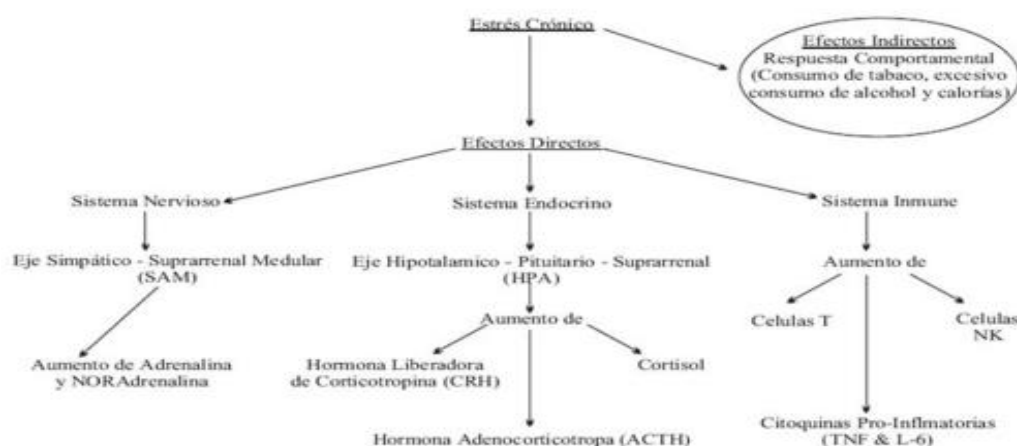 Estrés Crónico
Efectos Indirectos
Respuesta Comportamental
(Consumo de tabaco, excesivo
consumo de alcohol y calorías)
Efectos Directos
Sistema Nervioso
Sistema Endocrino
Sistema Inmune
Eje Simpático - Suprarrenal Medular
(SAM)
Eje Hipotalamico - Pituitario - Suprarrenal
(HPA)
Aumento de
Aumento de
Celulas T
Celulas
NK
Aumento de Adrenalina
y NORAdrenalina
Hormona Liberadora
de Corticotropina (CRH)
Cortisol
Hormona Adenocorticotropa (ACTH)
Citoquinas Pro-Inflmatorias
(TNF & L-6)